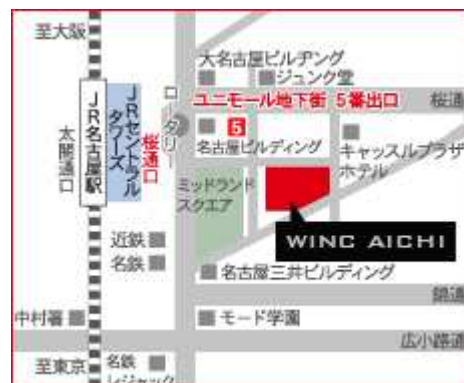 至大阪
大名古屋ビルヂング
ジュンク堂
ユニモール地下街 5番出口
桜通
ロータリー
JR名古屋駅
JRセントラル
タワーズ
桜通口
太閤通口
5
名古屋ビルディング
キャッスルプラザ
ホテル
ミッドランド
スクエア
WINC AICHI
近鉄
名鉄
名古屋三井ビルディング
錦通
中村署
モード学園
広小路通
至東京
名鉄
レジャック